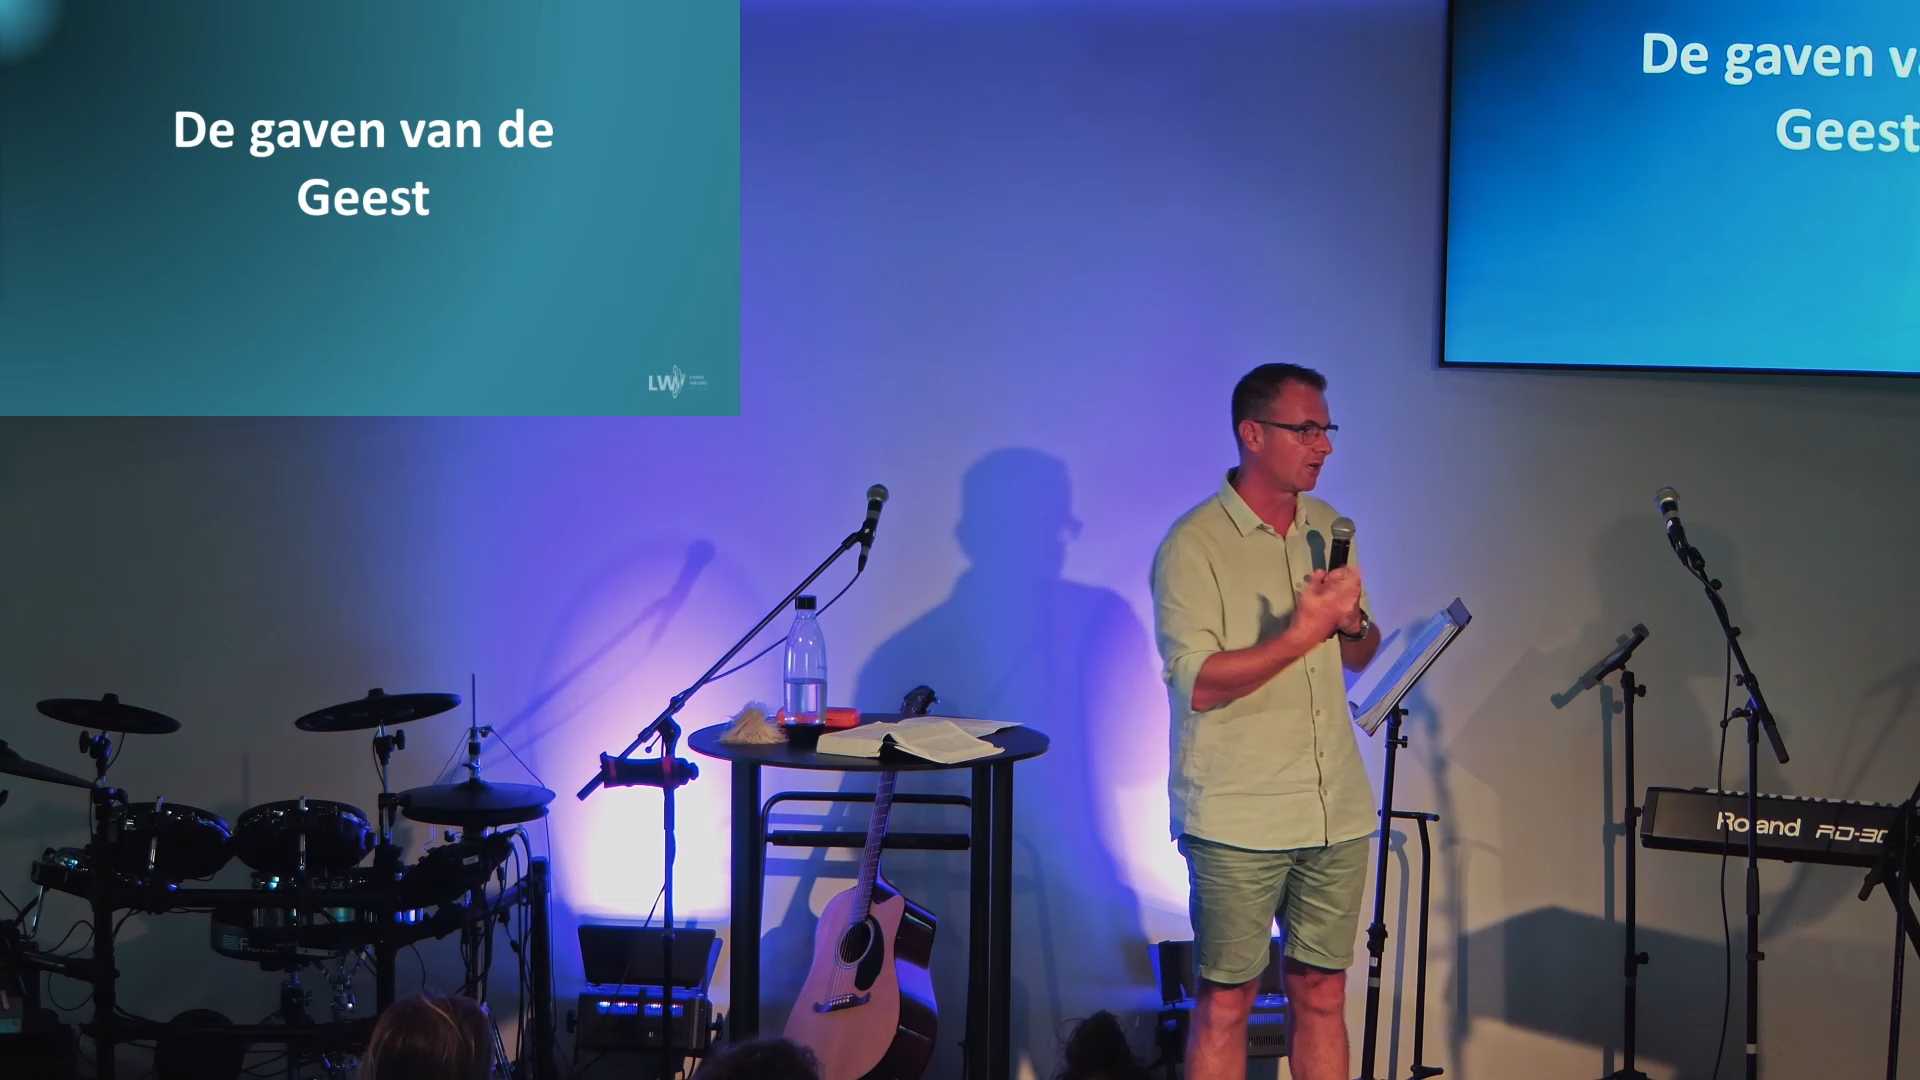 De gaven van de
Geest
LW
De gaven
Geest
Roland RD-30